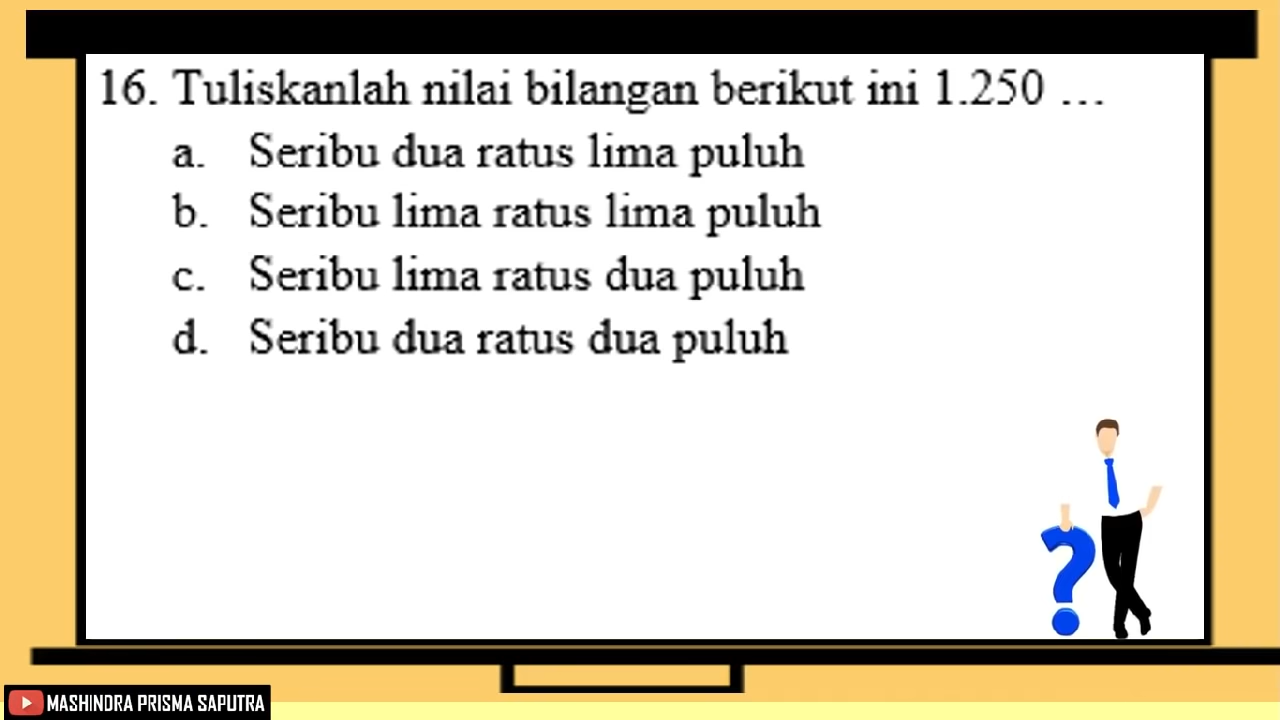 16. Tuliskanlah nilai bilangan berikut ini 1.250 ...
a. Seribu dua ratus lima puluh
b. Seribu lima ratus lima puluh
c. Seribu lima ratus dua puluh
d. Seribu dua ratus dua puluh
?
MASHINDRA PRISMA SAPUTRA